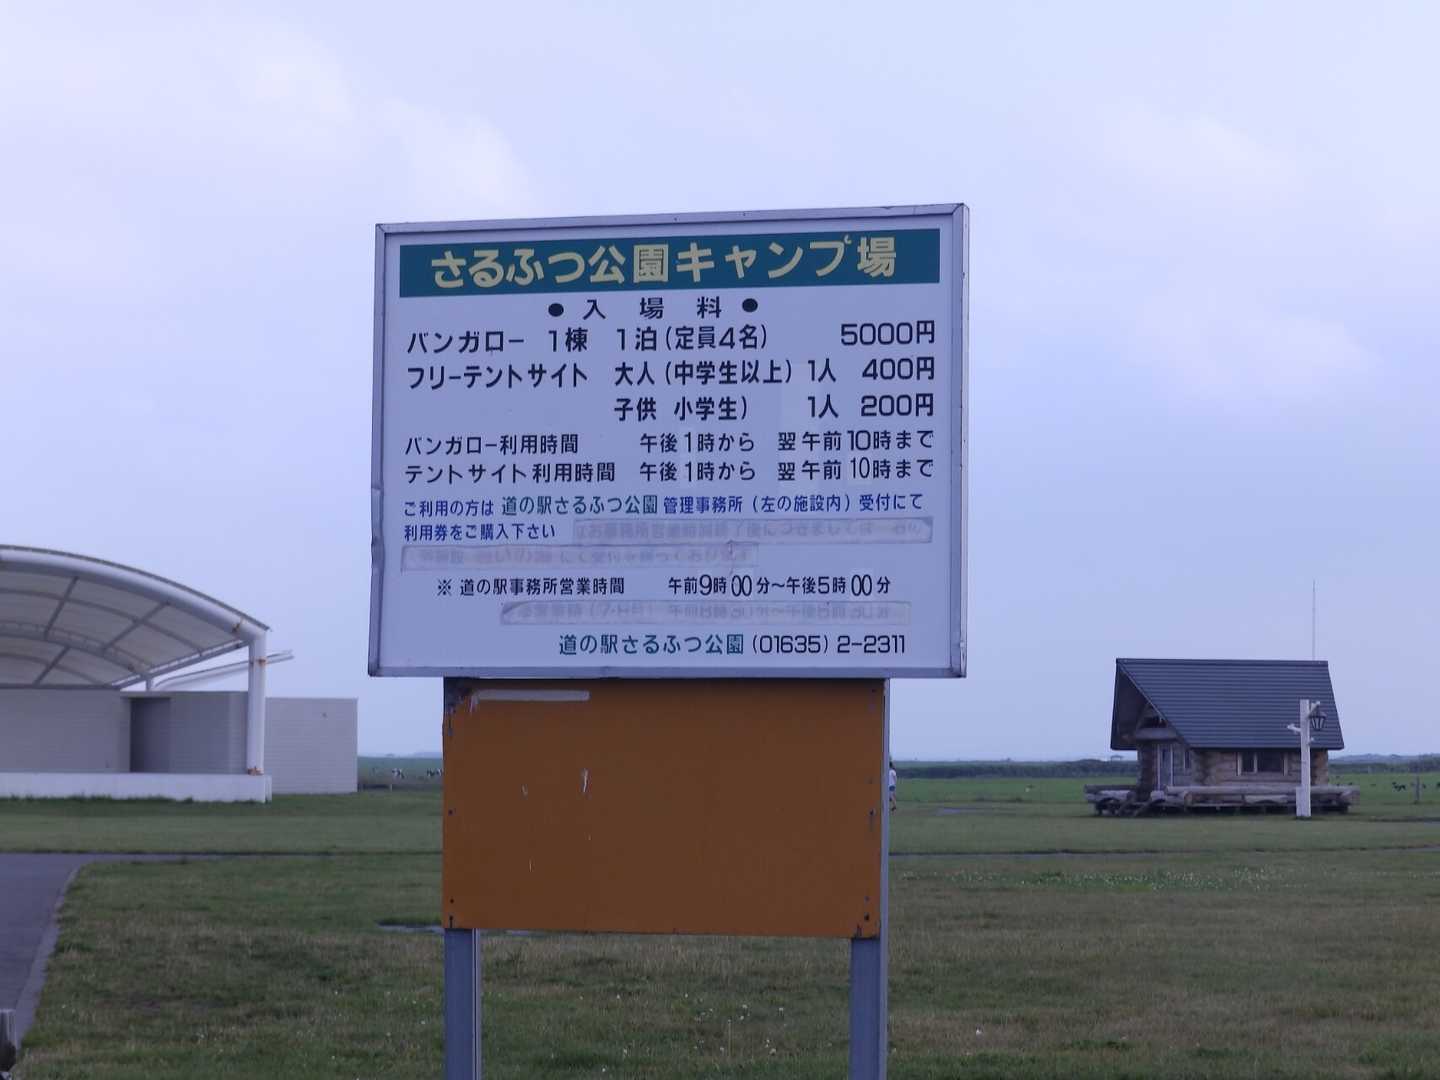 さるふつ公園キャンプ場
● 入 場 料 ●
バンガロー 1棟 1泊(定員4名) 5000円
フリーテントサイト 大人(中学生以上) 1人 400円
子供 小学生) 1人 200円
バンガロー利用時間 午後1時から 翌午前10時まで
テントサイト利用時間 午後1時から 翌午前10時まで
ご利用の方は 道の駅さるふつ公園 管理事務所(左の施設内)受付にて
利用券をご購入下さい
※ 道の駅事務所営業時間 午前9時00分〜午後5時00分
道の駅さるふつ公園(01635)2-2311